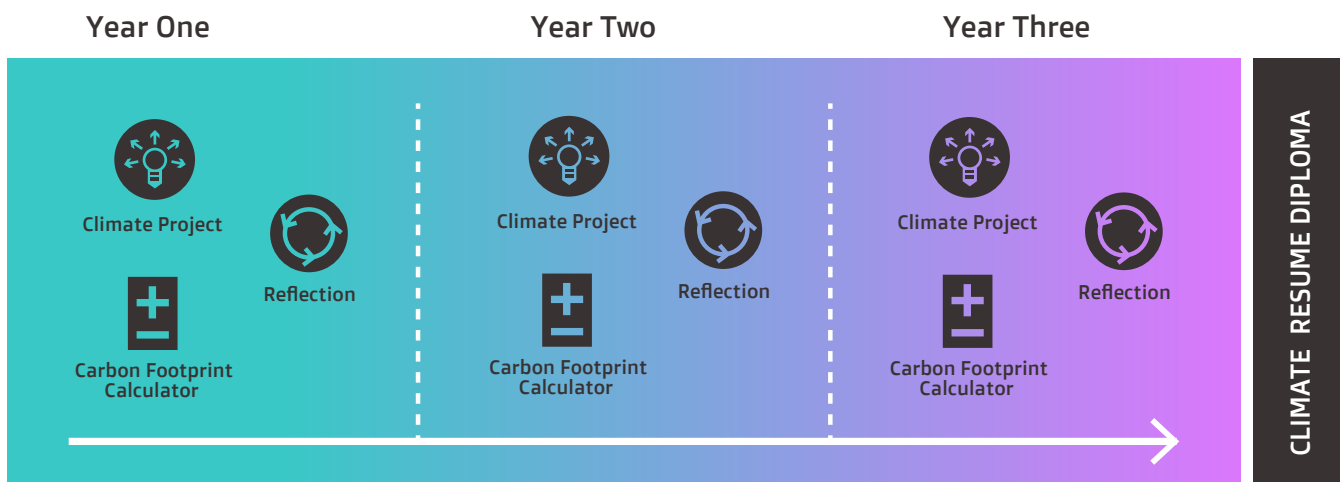 Year One
Year Two
Year Three
Climate Project
Reflection
Carbon Footprint
Calculator
Climate Project
Reflection
Carbon Footprint
Calculator
Climate Project
Reflection
Carbon Footprint
Calculator
CLIMATE RESUME DIPLOMA